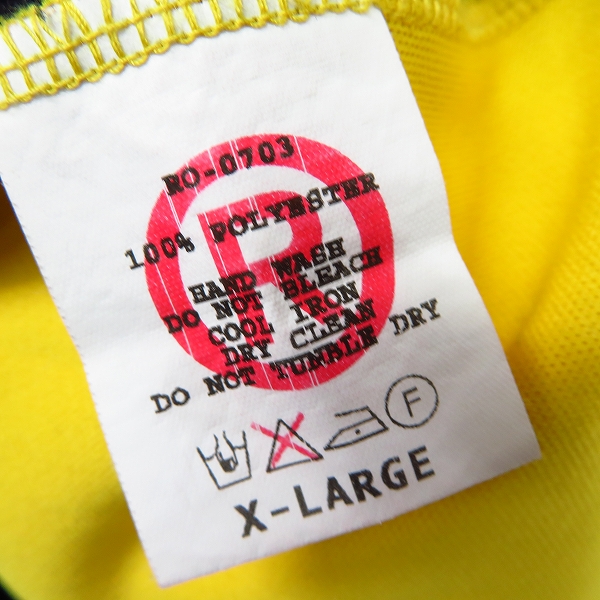 RO-0703
100% POLYESTER
HAND WASH
DO NOT BLEACH
COOL IRON
DRY CLEAN
DO NOT TUMBLE DRY
R
F
X-LARGE